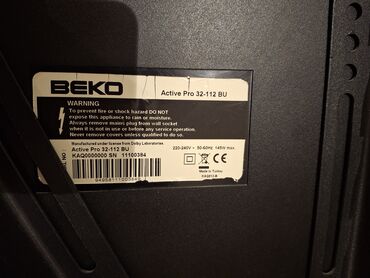 BEKO
Active Pro 32-112 BU
WARNING
To prevent fire or shock hazard DO NOT
expose this appliance to rain or moisture.
Always remove mains plug from wall socket
when it is not in use or before any service operation.
Never remove covers unless qualified to do so.
Manufactured under license from Dolby Laboratories
Active Pro 32-112 BU
KAQ0000000 SN 11100384
220-240V ~ 50-60Hz 145W max.
CE
Made in Turkey